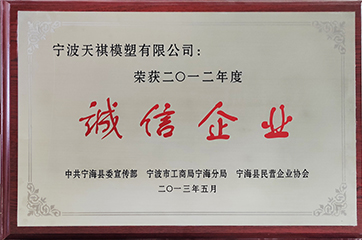 宁波天祺模塑有限公司：
荣获二〇一二年度
诚信企业
中共宁海县委宣传部 宁波市工商局宁海分局 宁海县民营企业协会
二〇一三年五月